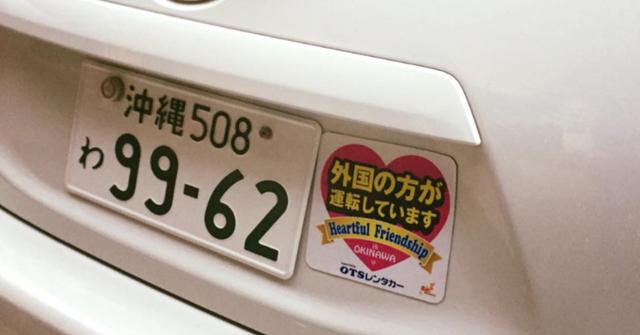 沖縄508
わ 99-62
外国の方が
運転しています
Heartful Friendship
in
OKINAWA
OTSレンタカー